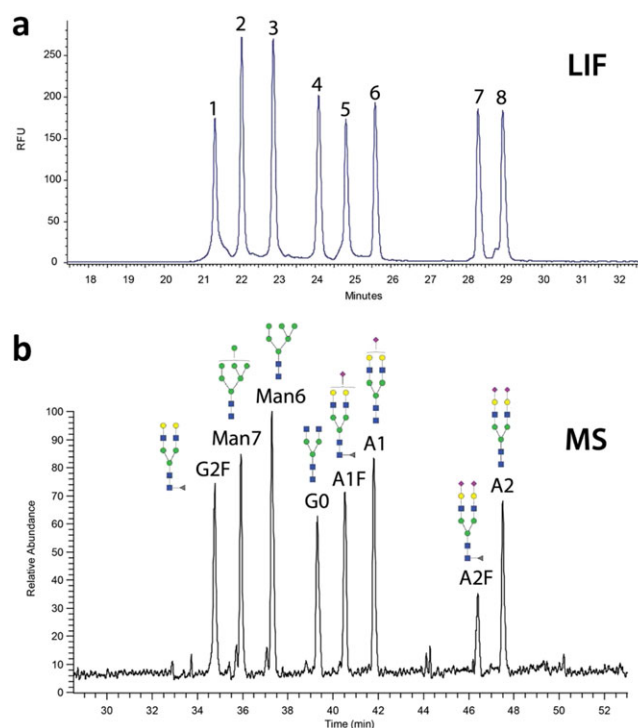 a
LIF
1 2 3 4 5 6 7 8
250
200
150
100
50
0
RFU
18 19 20 21 22 23 24 25 26 27 28 29 30 31 32
Minutes
b
MS
G2F Man7 Man6 G0 A1F A1 A2F A2
100
90
80
70
60
50
40
30
20
10
0
Relative Abundance
30 32 34 36 38 40 42 44 46 48 50 52
Time (min)